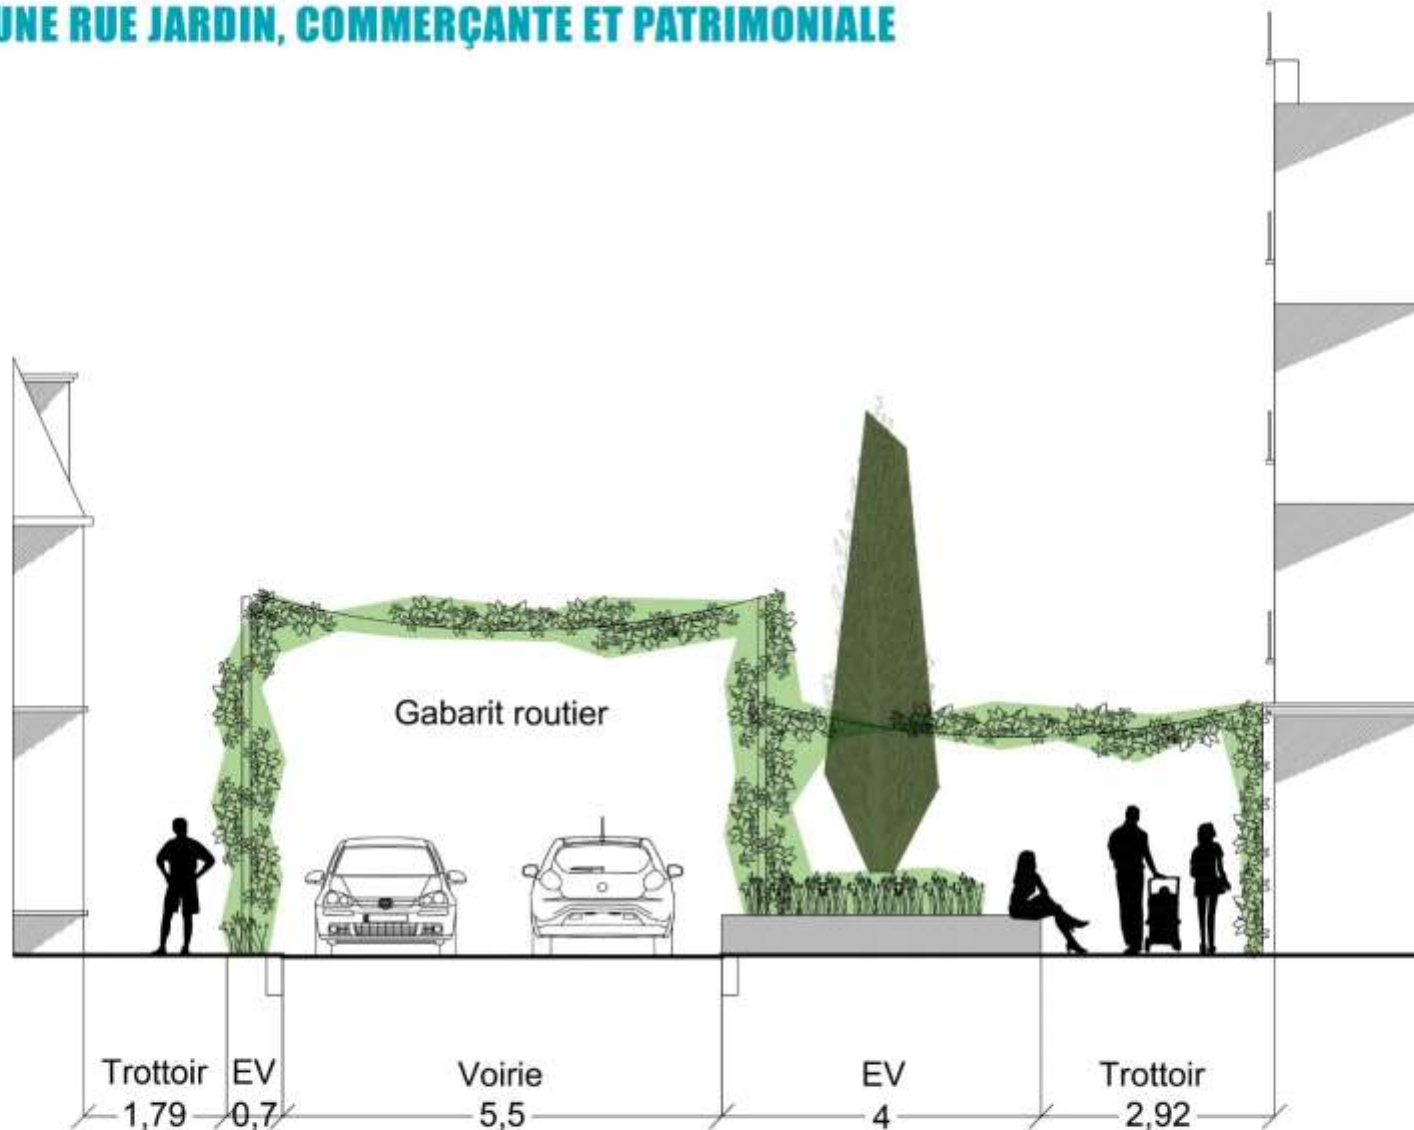 UNE RUE JARDIN, COMMERÇANTE ET PATRIMONIALE
Gabarit routier
Trottoir EV Voirie EV Trottoir
1,79 0,7 5,5 4 2,92